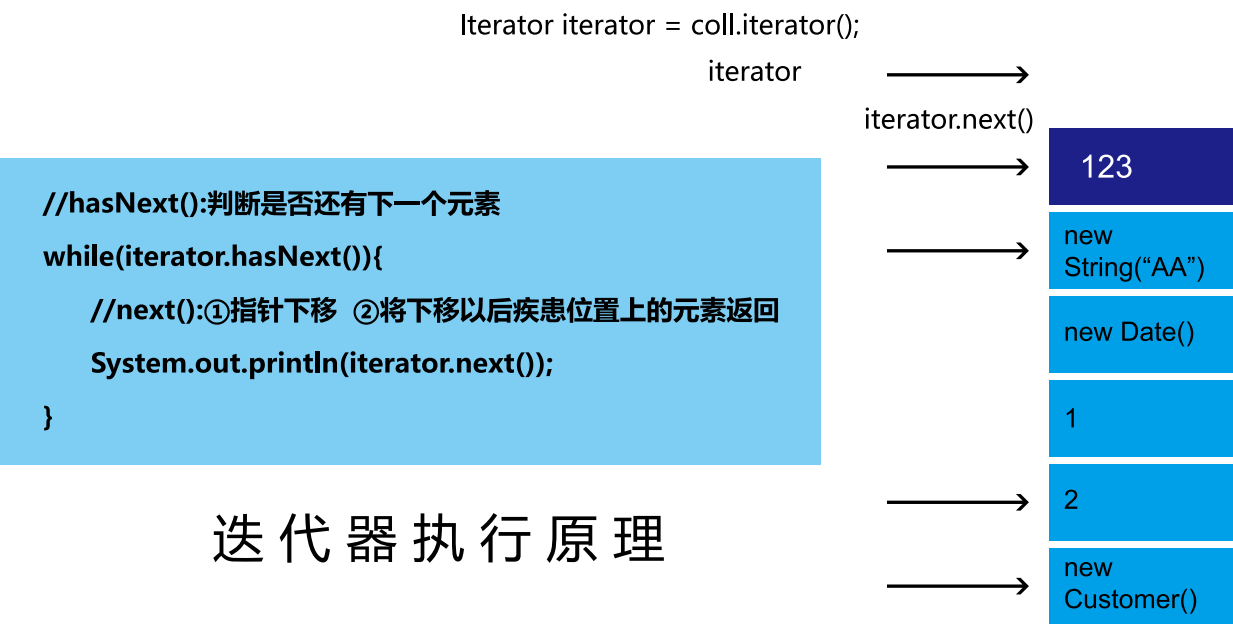 Iterator iterator = coll.iterator();
iterator
iterator.next()
//hasNext():判断是否还有下一个元素
while(iterator.hasNext()){
//next():①指针下移 ②将下移以后疾患位置上的元素返回
System.out.println(iterator.next());
}
迭代器执行原理
123
new
String(“AA”)
new Date()
1
2
new
Customer()